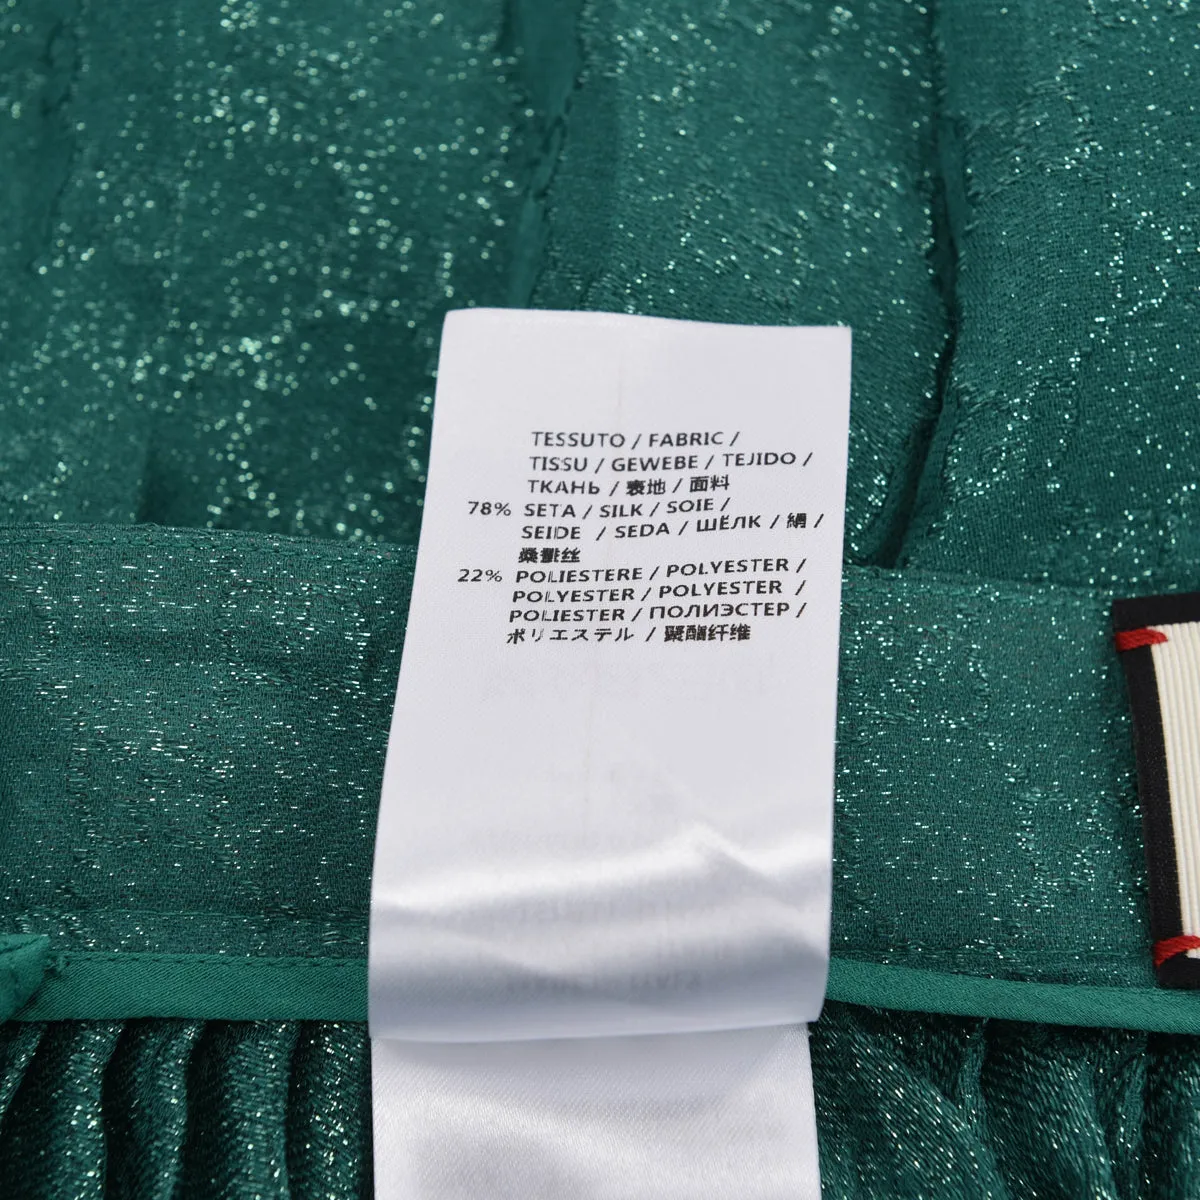 TESSUTO / FABRIC /
TISSU / GEWEBE / TEJIDO /
ТКАНЬ / 表地 / 面料
78% SETA / SILK / SOIE /
SEIDE / SEDA / ШЁЛК / 絹 /
桑蚕丝
22% POLIESTERE / POLYESTER /
POLYESTER / POLYESTER /
POLIESTER / ПОЛИЭСТЕР /
ポリエステル / 聚酯纤维